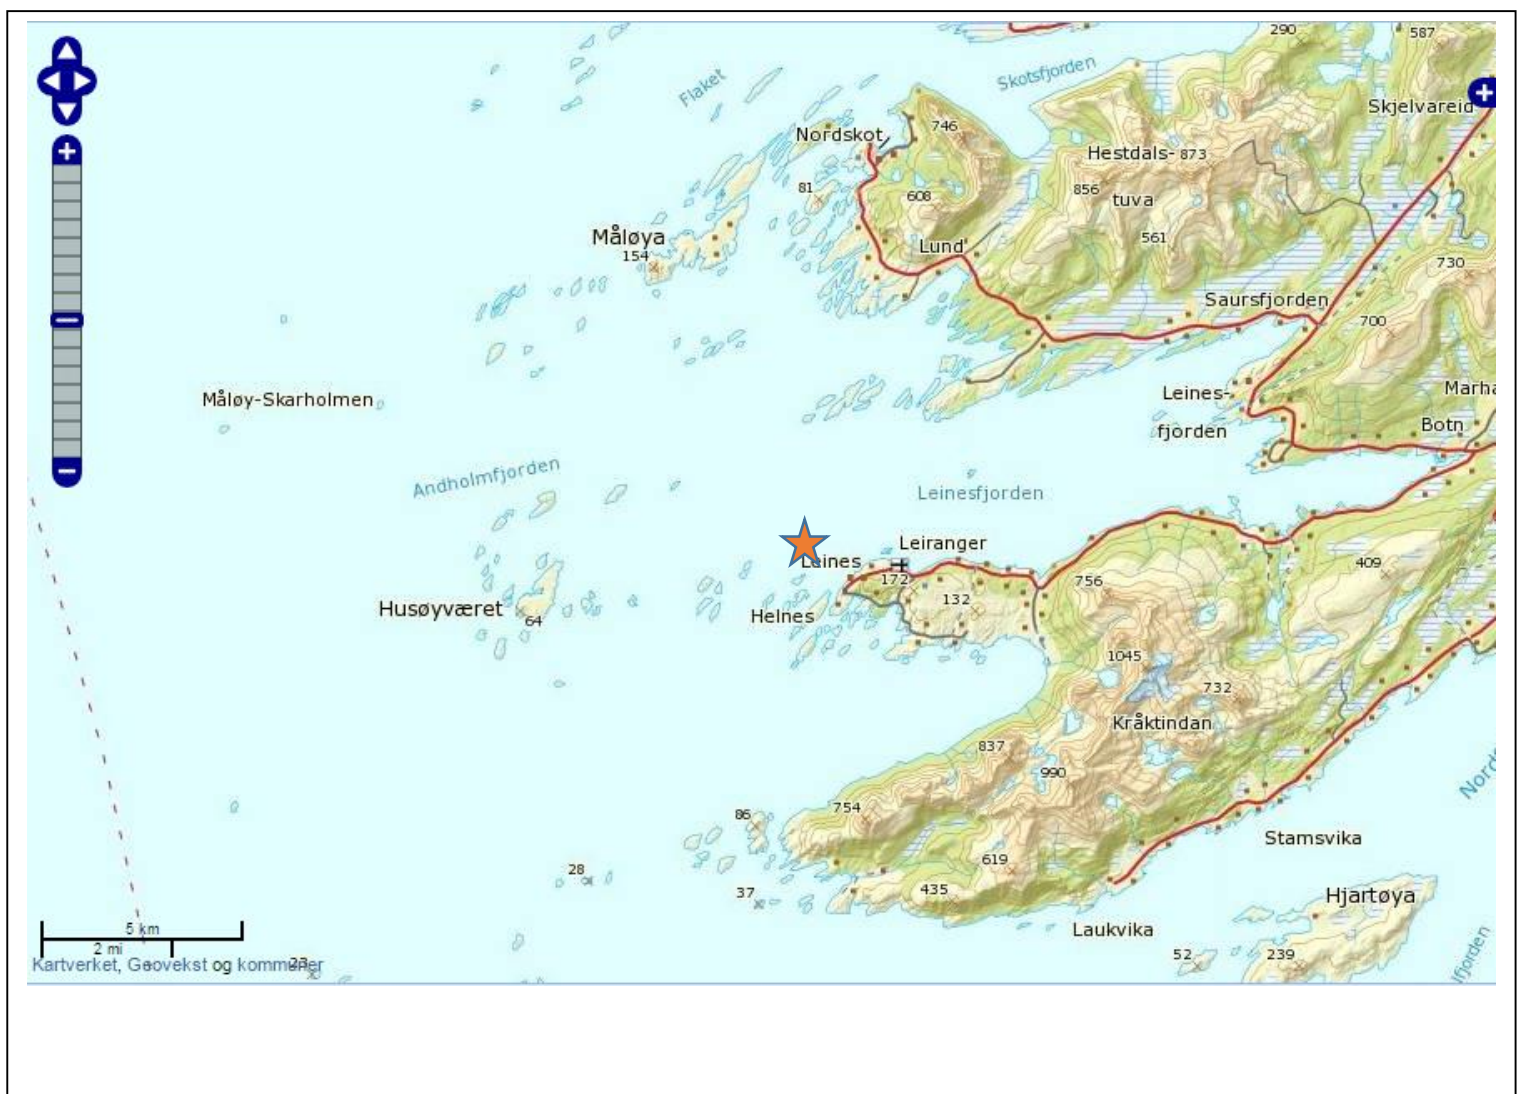 290
587
Skotsfjorden
Flaket
Skjelvareid
Nordskot
746
Hestdals- 873
81
608
856
tuva
Måløya
154
Lund
561
730
Saursfjorden
700
Måløy-Skarholmen
Leines-
fjorden
Marha
Botn
Andholmfjorden
Leinesfjorden
Leiranger
Leines
172
756
409
132
Husøyværet
64
Helnes
1045
732
Kråktindan
837
990
Nord
86
754
Stamsvika
28
619
37
435
Hjartøya
Laukvika
52
239
lfjorden
5 km
2 mi
Kartverket, Geovekst og kommuner
23